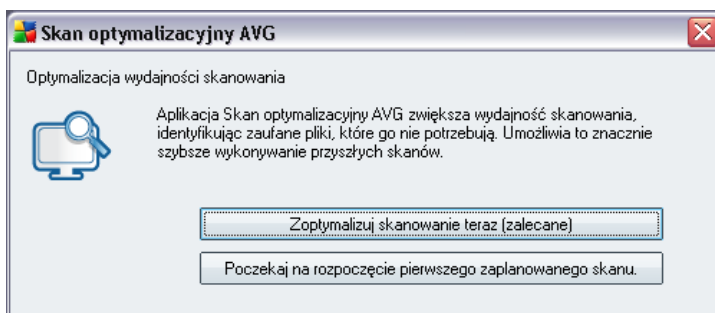 Skan optymalizacyjny AVG
Optymalizacja wydajności skanowania
Aplikacja Skan optymalizacyjny AVG zwiększa wydajność skanowania,
identyfikując zaufane pliki, które go nie potrzebują. Umożliwia to znacznie
szybsze wykonywanie przyszłych skanów.
Zoptymalizuj skanowanie teraz (zalecane)
Poczekaj na rozpoczęcie pierwszego zaplanowanego skanu.